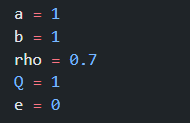 a = 1
b = 1
rho = 0.7
Q = 1
e = 0